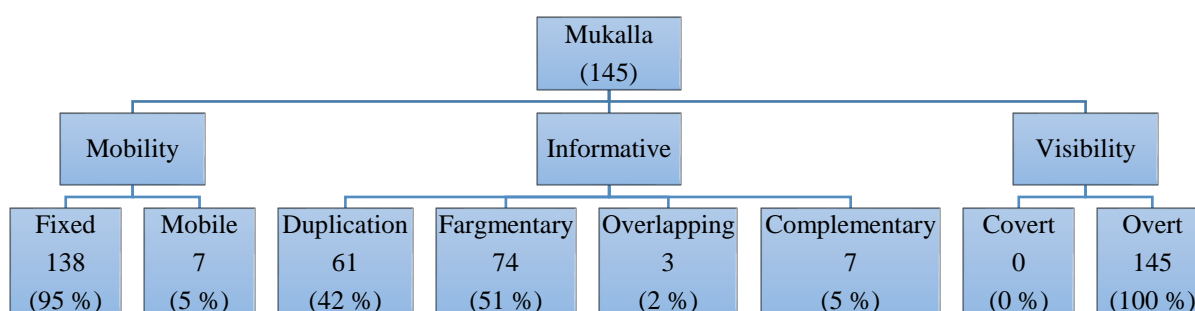 Mukalla
(145)
Mobility
Informative
Visibility
Fixed
138
(95 %)
Mobile
7
(5 %)
Duplication
61
(42 %)
Fargmentary
74
(51 %)
Overlapping
3
(2 %)
Complementary
7
(5 %)
Covert
0
(0 %)
Overt
145
(100 %)